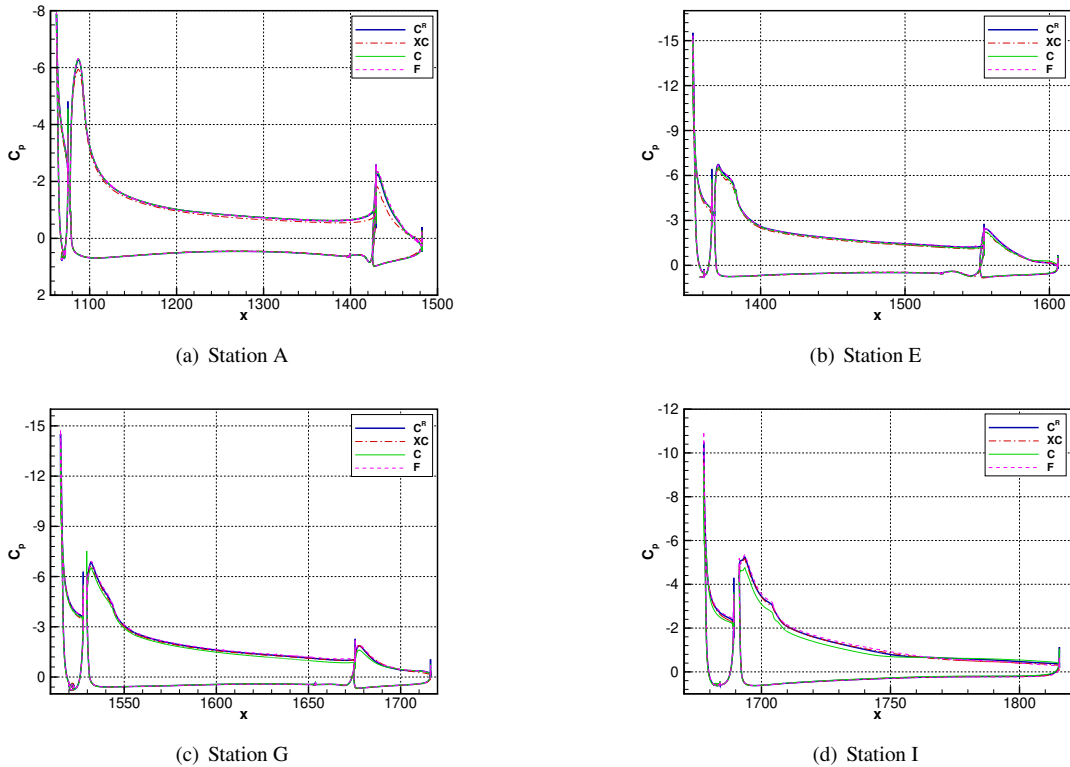 -8
-6
-4
-2
0
2
C_p
1100
1200
1300
1400
1500
x
C^R
XC
C
F
(a) Station A
-15
-12
-9
-6
-3
0
C_p
1400
1500
1600
x
C^R
XC
C
F
(b) Station E
-15
-12
-9
-6
-3
0
C_p
1550
1600
1650
1700
x
C^R
XC
C
F
(c) Station G
-12
-10
-8
-6
-4
-2
0
C_p
1700
1750
1800
x
C^R
XC
C
F
(d) Station I